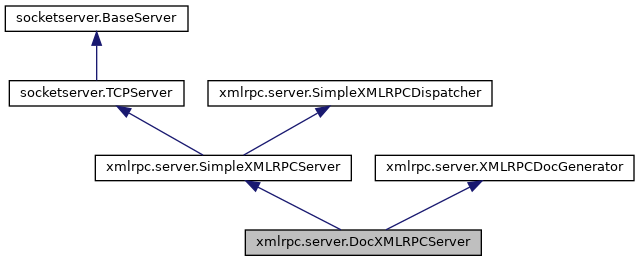 socketserver.BaseServer
socketserver.TCPServer
xmlrpc.server.SimpleXMLRPCDispatcher
xmlrpc.server.SimpleXMLRPCServer
xmlrpc.server.XMLRPCDocGenerator
xmlrpc.server.DocXMLRPCServer